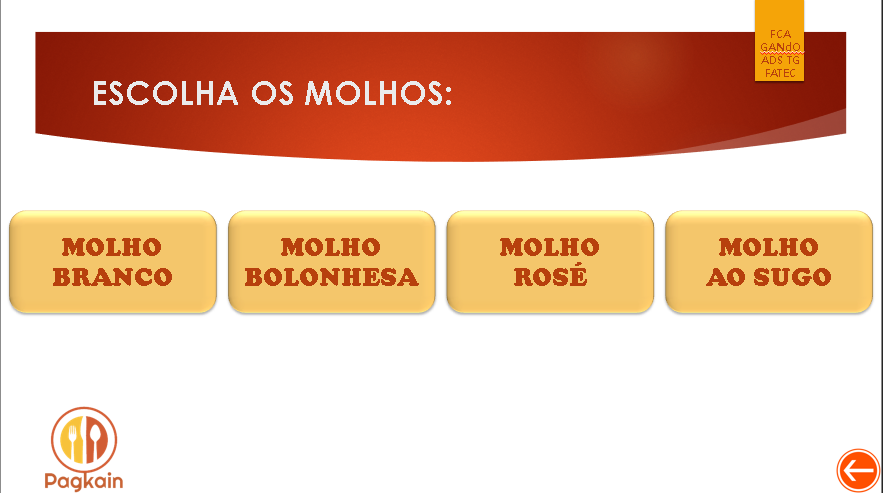 FCA
GANdO
ADS TG
FATEC
ESCOLHA OS MOLHOS:
MOLHO
BRANCO
MOLHO
BOLONHESA
MOLHO
ROSÉ
MOLHO
AO SUGO
Pagkain